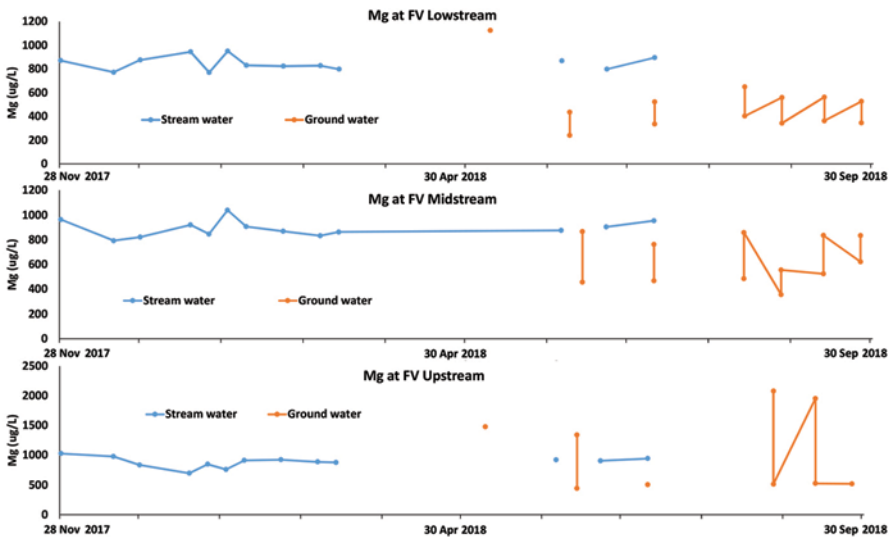 Mg at FV Lowstream
Mg (ug/L)
1200
1000
800
600
400
200
0
Stream water
Ground water
28 Nov 2017
30 Apr 2018
30 Sep 2018
Mg at FV Midstream
Mg (ug/L)
1200
1000
800
600
400
200
0
Stream water
Ground water
28 Nov 2017
30 Apr 2018
30 Sep 2018
Mg at FV Upstream
Mg (ug/L)
2500
2000
1500
1000
500
0
Stream water
Ground water
28 Nov 2017
30 Apr 2018
30 Sep 2018